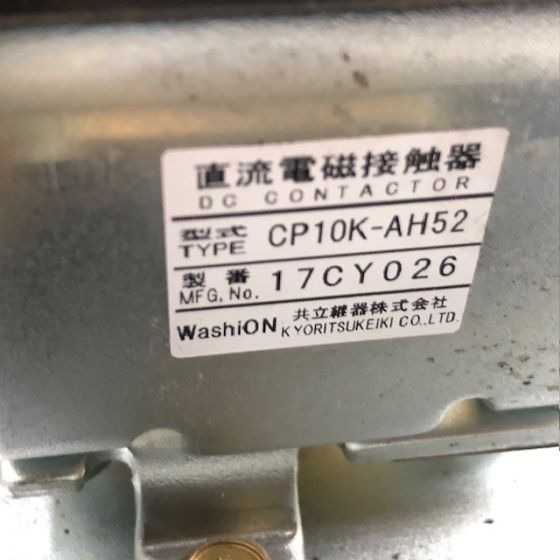 直流電磁接触器
DC CONTACTOR
型式
TYPE CP10K-AH52
製番
MFG.No. 17CY026
WashiON 共立継器株式会社
KYORITSUKEIKI CO.,LTD.